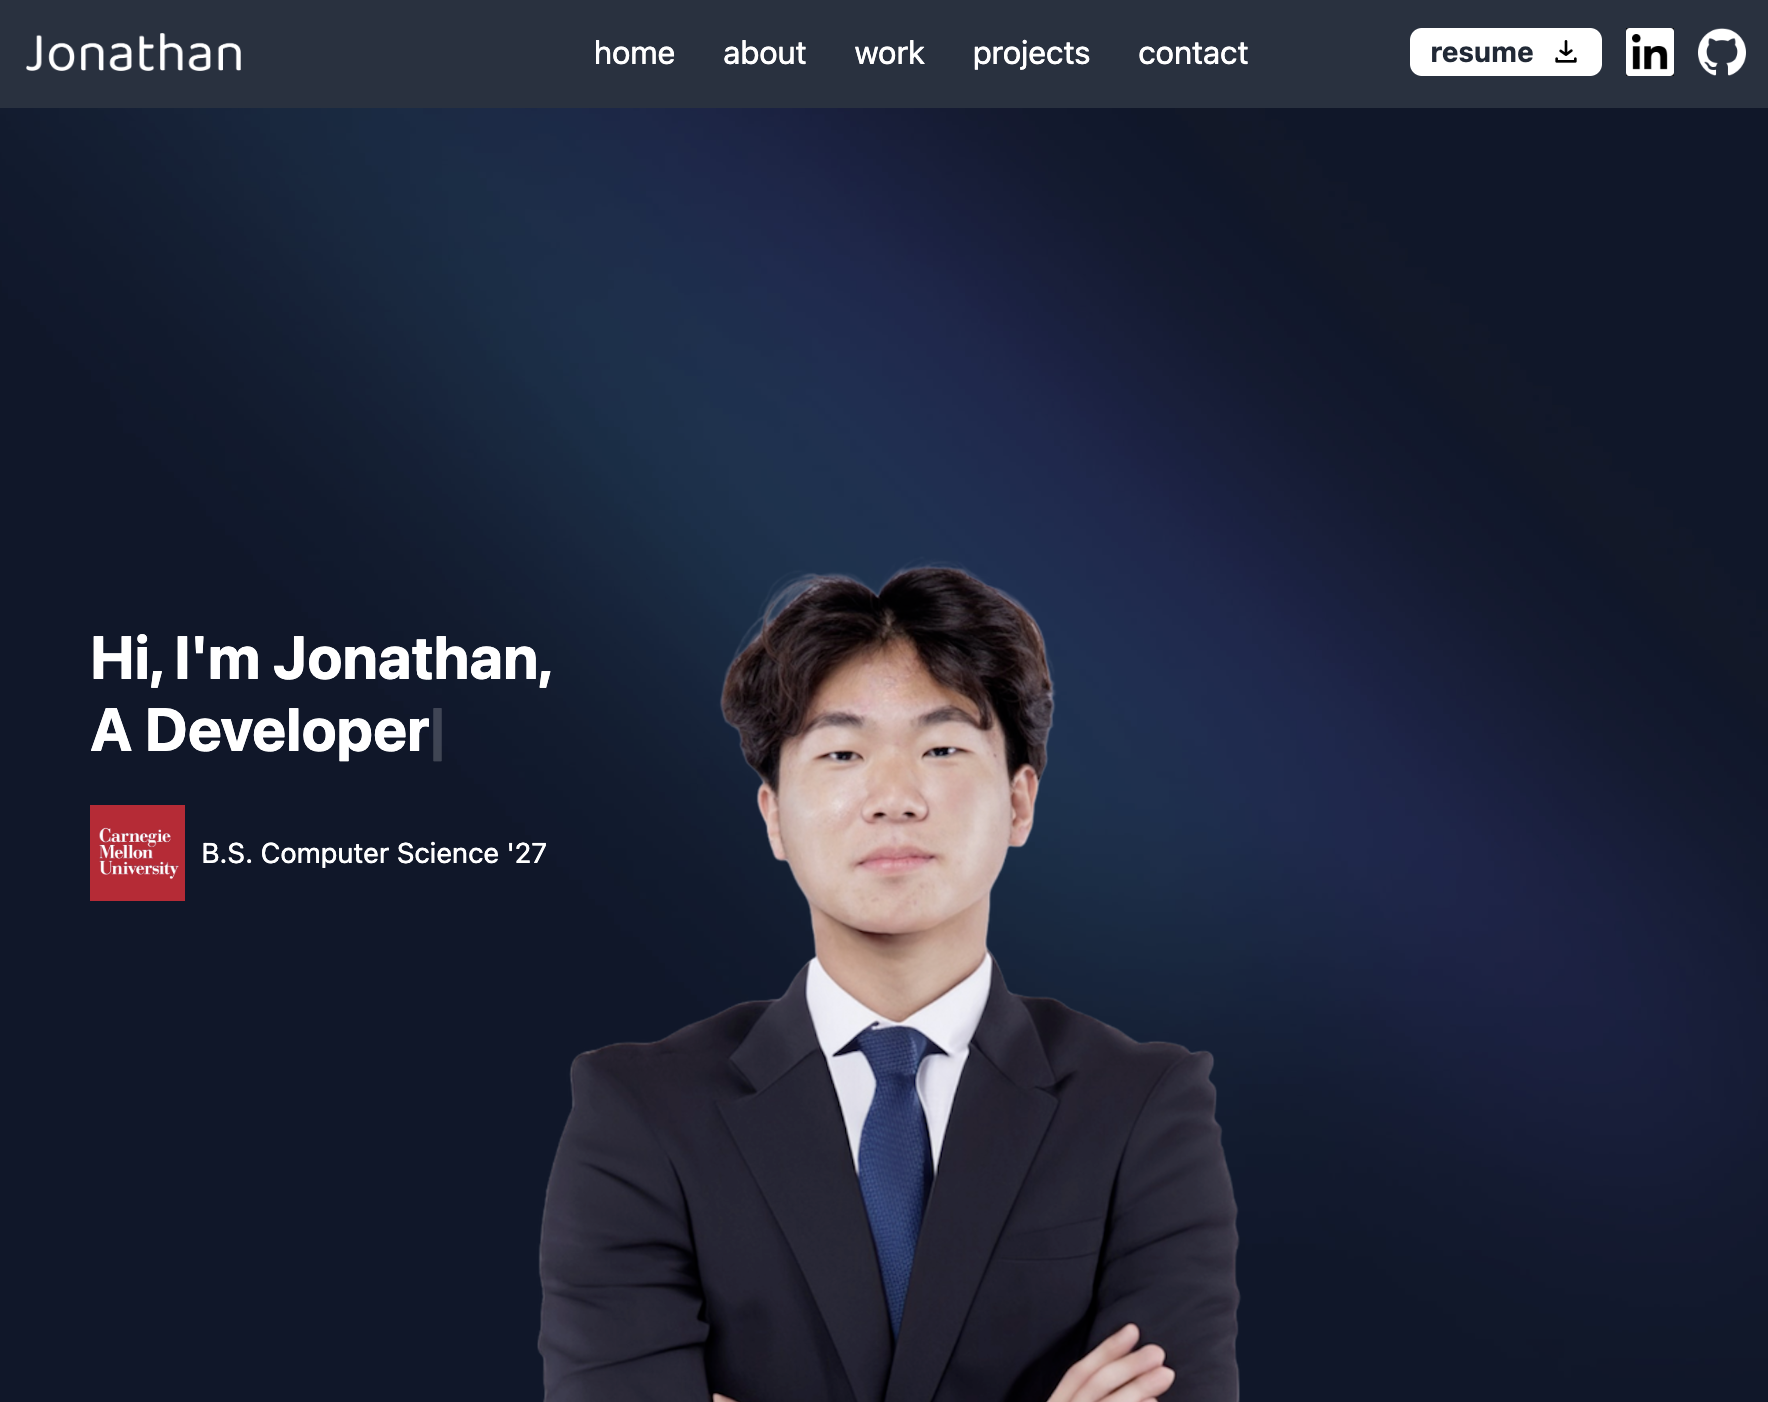 Jonathan
home about work projects contact
resume
in
Hi, I'm Jonathan,
A Developer
Carnegie
Mellon
University
B.S. Computer Science '27